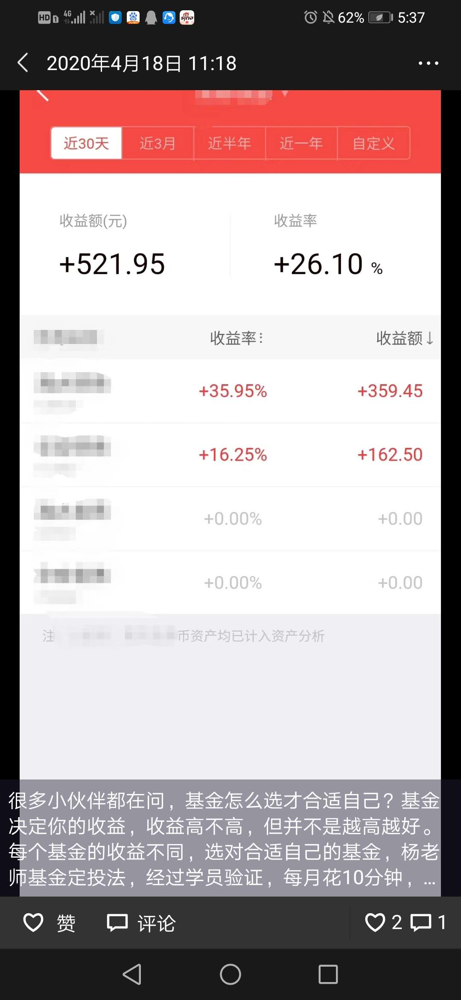 HD 1 4G 62% 5:37
2020年4月18日 11:18
近30天 近3月 近半年 近一年 自定义
收益额(元) 收益率
+521.95 +26.10 %
收益率 收益额↓
+35.95% +359.45
+16.25% +162.50
+0.00% +0.00
+0.00% +0.00
注 币资产均已计入资产分析
很多小伙伴都在问，基金怎么选才合适自己？基金
决定你的收益，收益高不高，但并不是越高越好。
每个基金的收益不同，选对合适自己的基金，杨老
师基金定投法，经过学员验证，每月花10分钟，...
赞 评论 2 1